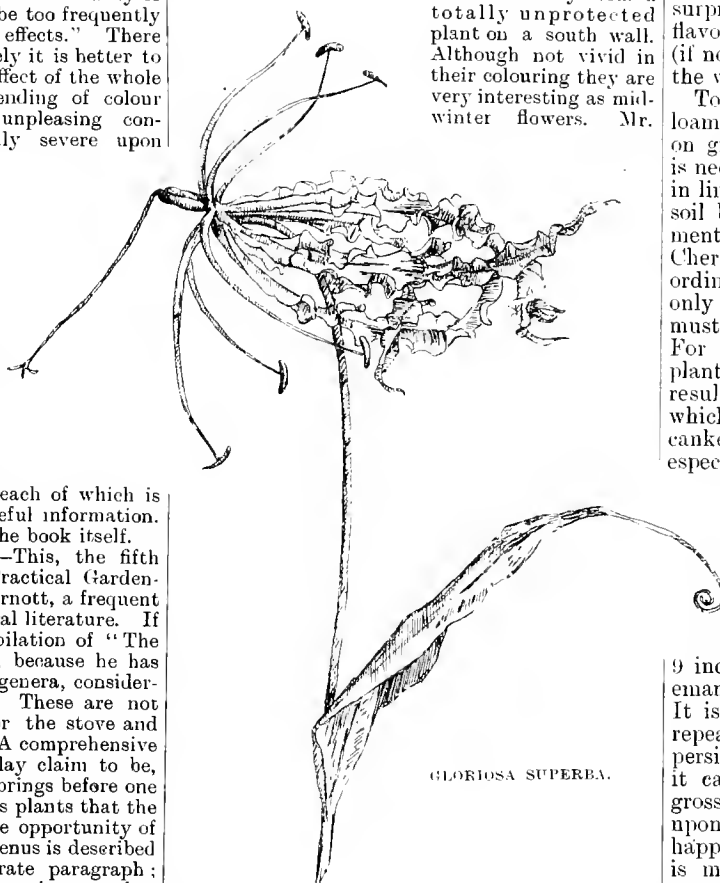 be too frequently
effects." There
ely it is better to
ffect of the whole
ending of colour
unpleasing con-
lly severe upon
each of which is
eful information.
he book itself.
—This, the fifth
ractical Garden-
rnott, a frequent
al literature. If
pilation of "The
because he has
genera, consider-
These are not
r the stove and
A comprehensive
lay claim to be,
brings before one
s plants that the
e opportunity of
enus is described
rate paragraph;
totally unprotected
plant on a south wall.
Although not vivid in
their colouring they are
very interesting as mid-
winter flowers. Mr.
GLORIOSA SUPERBA.
surpr
flavo
(if no
the v
To
loam
on g
is nec
in lim
soil b
ment
Cher
ordin
only
must
For
plant
resul
which
canke
espec
9 inc
emar
It is
repea
persi
it ca
gross
upon
happ
is m